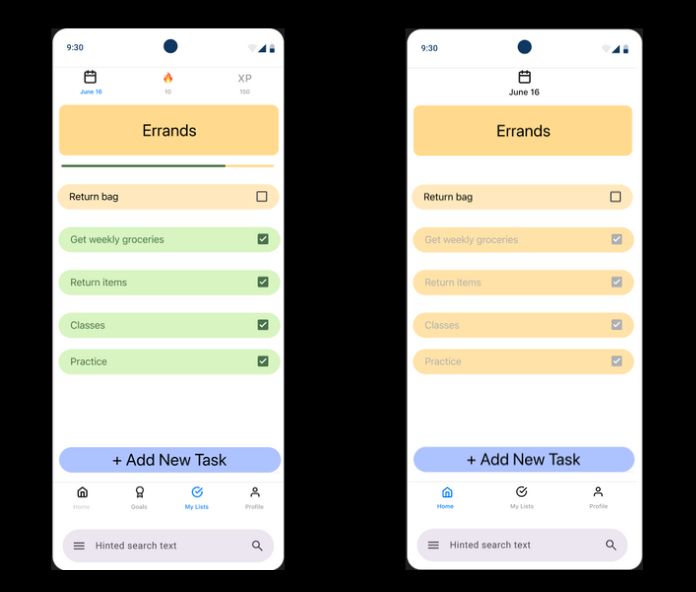 9:30
XP
June 16
Errands
Return bag
Get weekly groceries
Return items
Classes
Practice
+ Add New Task
Home Goals My Lists Profile
Hinted search text
9:30
June 16
Errands
Return bag
Get weekly groceries
Return items
Classes
Practice
+ Add New Task
Home My Lists Profile
Hinted search text